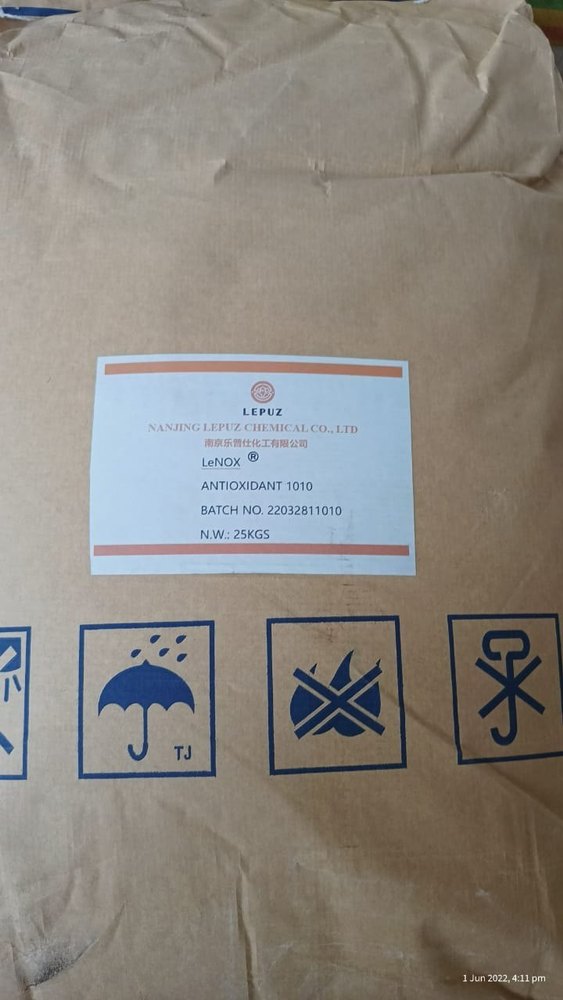 LEPUZ
NANJING LEPUZ CHEMICAL CO., LTD
南京乐普仕化工有限公司
LeNOX ®
ANTIOXIDANT 1010
BATCH NO. 22032811010
N.W.: 25KGS
TJ
1 Jun 2022, 4:11 pm